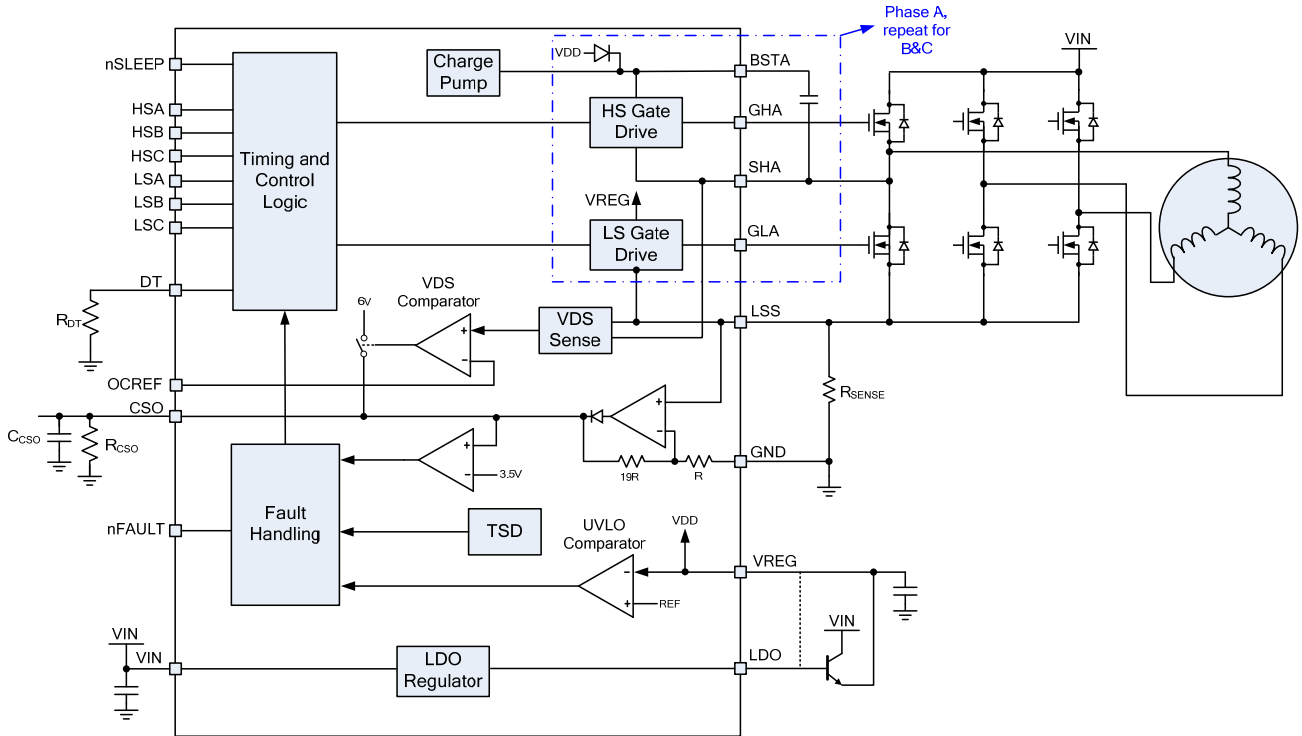 Phase A,
repeat for
B&C
VIN
nSLEEP
HSA
HSB
HSC
LSA
LSB
LSC
DT
RDT
OCREF
CSO
CCSO
RCSO
nFAULT
VIN
VIN
Timing and
Control
Logic
Charge
Pump
VDD
HS Gate
Drive
VREG
LS Gate
Drive
BSTA
GHA
SHA
GLA
LSS
VDS
Comparator
6V
+
−
VDS
Sense
RSENSE
+
−
19R
R
GND
+
−
3.5V
Fault
Handling
TSD
UVLO
Comparator
VDD
−
+
REF
VREG
LDO
Regulator
LDO
VIN